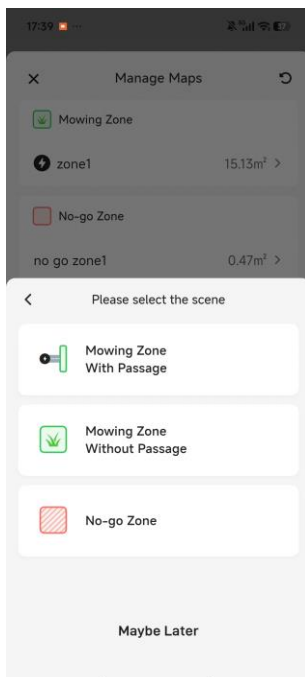 17:39
Manage Maps
Mowing Zone
zone1
15.13m² >
No-go Zone
no go zone1
0.47m² >
Please select the scene
Mowing Zone
With Passage
Mowing Zone
Without Passage
No-go Zone
Maybe Later